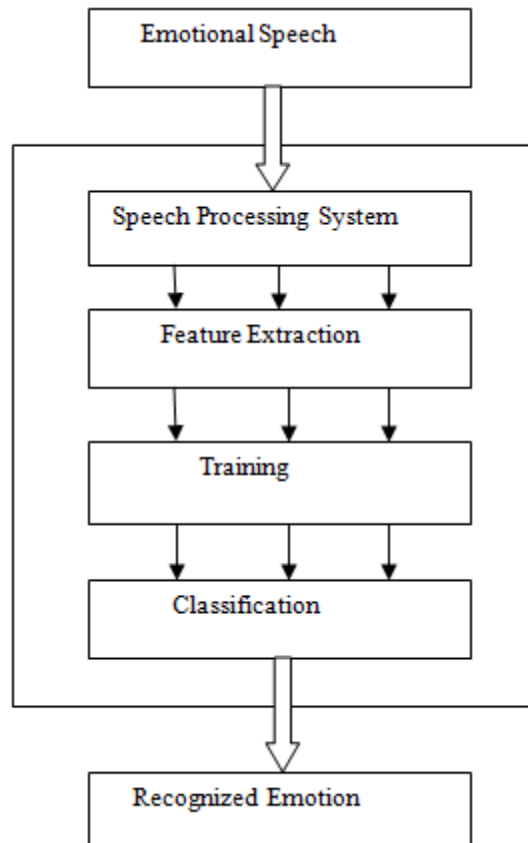 Emotional Speech
Speech Processing System
Feature Extraction
Training
Classification
Recognized Emotion